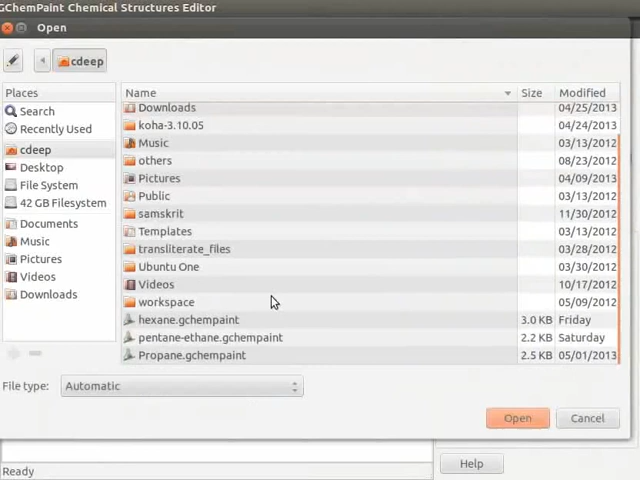 GChemPaint Chemical Structures Editor
Open
cdeep
Places
Name Size Modified
Search
Recently Used
cdeep
Desktop
File System
42 GB Filesystem
Documents
Music
Pictures
Videos
Downloads
Downloads 04/25/2013
koha-3.10.05 04/24/2013
Music 03/13/2012
others 08/23/2012
Pictures 04/09/2013
Public 03/13/2012
samskrit 11/30/2012
Templates 03/13/2012
transliterate_files 03/28/2012
Ubuntu One 03/30/2012
Videos 10/17/2012
workspace 05/09/2012
hexane.gchempaint 3.0 KB Friday
pentane-ethane.gchempaint 2.2 KB Saturday
Propane.gchempaint 2.5 KB 05/01/2013
File type: Automatic
Open Cancel
Help
Ready